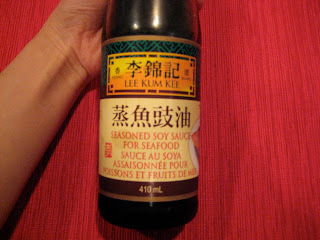 李錦記
LEE KUM KEE
蒸魚豉油
SEASONED SOY SAUCE
FOR SEAFOOD
SAUCE AU SOYA
ASSAISONNÉE POUR
POISSONS ET FRUITS DE MER
410 mL